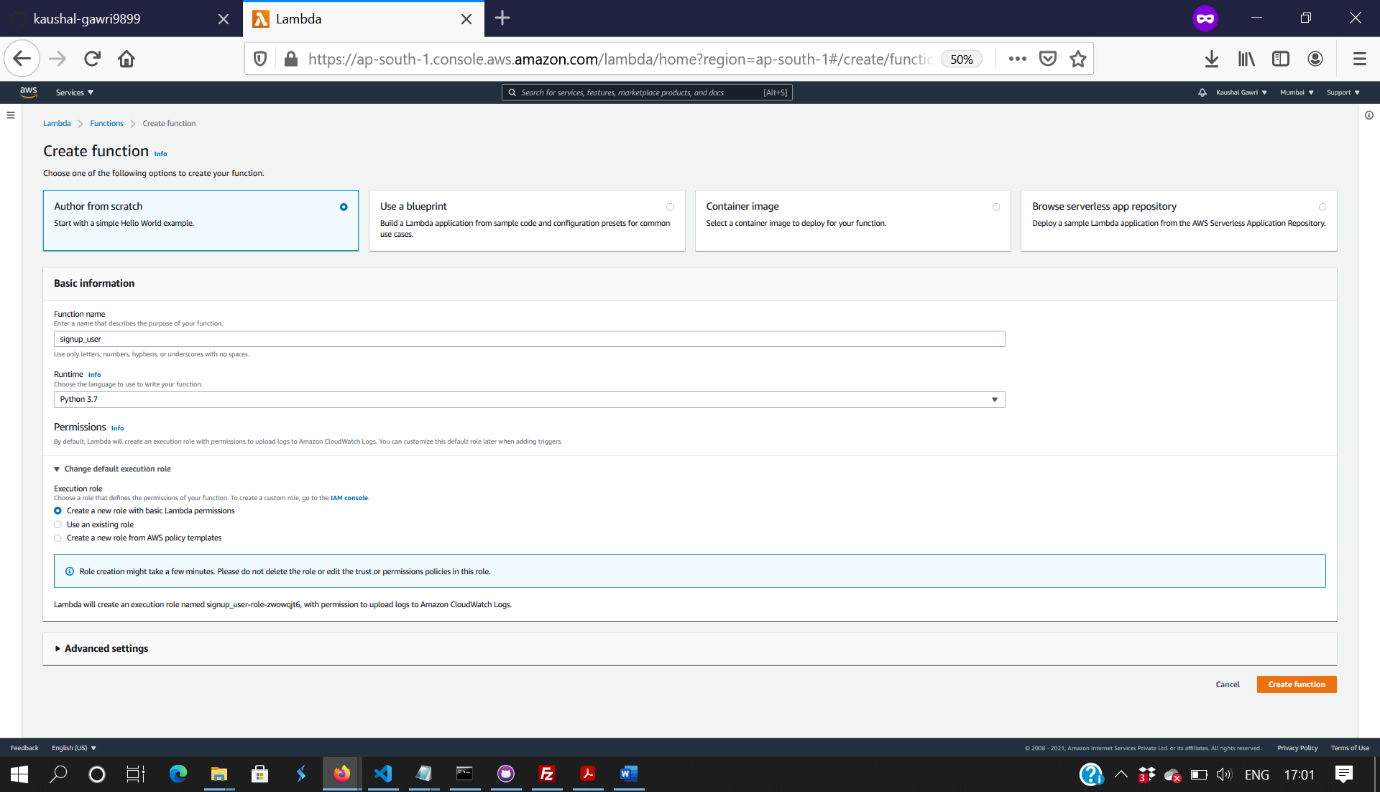 kaushal-gawri9899
Lambda
https://ap-south-1.console.aws.amazon.com/lambda/home?region=ap-south-1#/create/functi
50%
aws
Services
Search for services, features, marketplace products, and docs
[Alt+S]
Kaushal Gawri
Mumbai
Support
Lambda
Functions
Create function
Create function Info
Choose one of the following options to create your function.
Author from scratch
Start with a simple Hello World example.
Use a blueprint
Build a Lambda application from sample code and configuration presets for common
use cases.
Container image
Select a container image to deploy for your function.
Browse serverless app repository
Deploy a sample Lambda application from the AWS Serverless Application Repository.
Basic information
Function name
Enter a name that describes the purpose of your function.
signup_user
Use only letters, numbers, hyphens, or underscores with no spaces.
Runtime Info
Choose the language to use to write your function.
Python 3.7
Permissions Info
By default, Lambda will create an execution role with permissions to upload logs to Amazon CloudWatch Logs. You can customize this default role later when adding triggers.
Change default execution role
Execution role
Choose a role that defines the permissions of your function. To create a custom role, go to the IAM console.
Create a new role with basic Lambda permissions
Use an existing role
Create a new role from AWS policy templates
Role creation might take a few minutes. Please do not delete the role or edit the trust or permissions policies in this role.
Lambda will create an execution role named signup_user-role-zwowqjt6, with permission to upload logs to Amazon CloudWatch Logs.
Advanced settings
Cancel
Create function
Feedback
English (US)
© 2008 - 2021, Amazon Internet Services Private Ltd. or its affiliates. All rights reserved.
Privacy Policy
Terms of Use
3
ENG
17:01